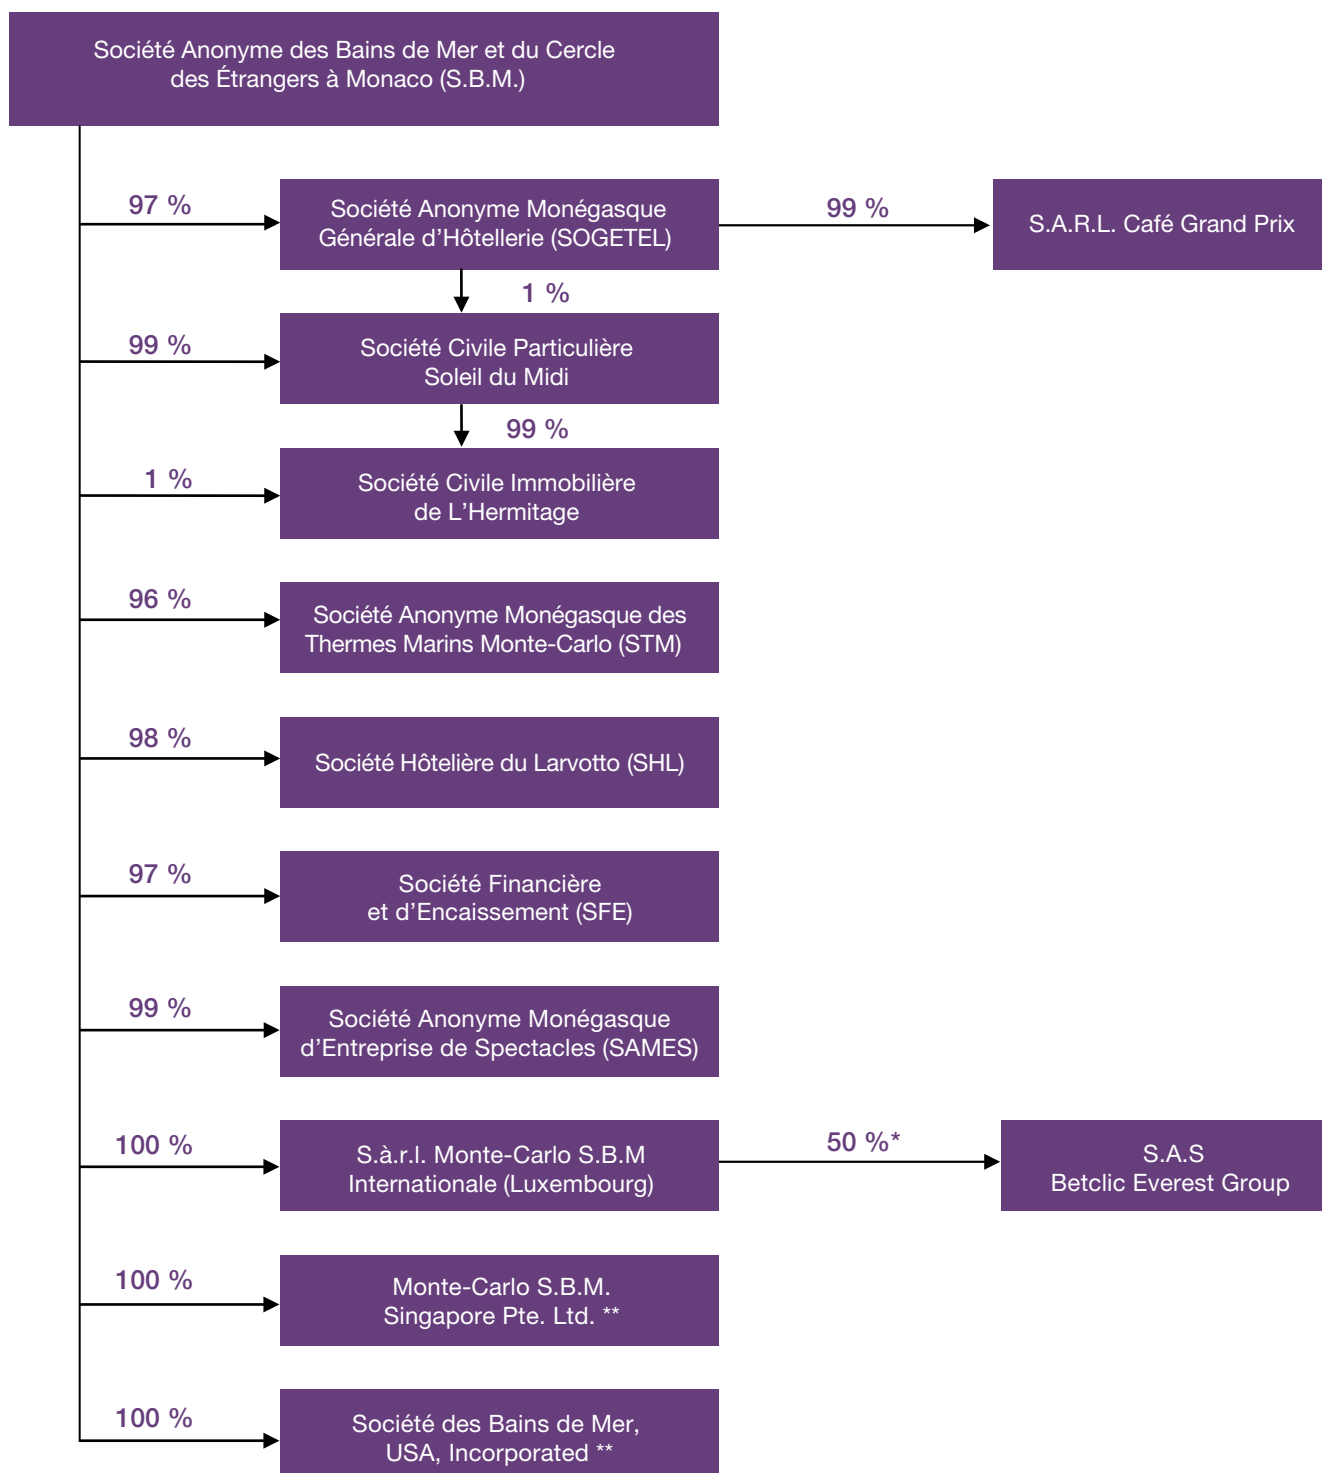 Société Anonyme des Bains de Mer et du Cercle
des Étrangers à Monaco (S.B.M.)
97 %
Société Anonyme Monégasque
Générale d’Hôtellerie (SOGETEL)
99 %
S.A.R.L. Café Grand Prix
1 %
99 %
Société Civile Particulière
Soleil du Midi
99 %
1 %
Société Civile Immobilière
de L’Hermitage
96 %
Société Anonyme Monégasque des
Thermes Marins Monte-Carlo (STM)
98 %
Société Hôtelière du Larvotto (SHL)
97 %
Société Financière
et d’Encaissement (SFE)
99 %
Société Anonyme Monégasque
d’Entreprise de Spectacles (SAMES)
100 %
S.à.r.l. Monte-Carlo S.B.M
Internationale (Luxembourg)
50 %*
S.A.S
Betclic Everest Group
100 %
Monte-Carlo S.B.M.
Singapore Pte. Ltd. **
100 %
Société des Bains de Mer,
USA, Incorporated **